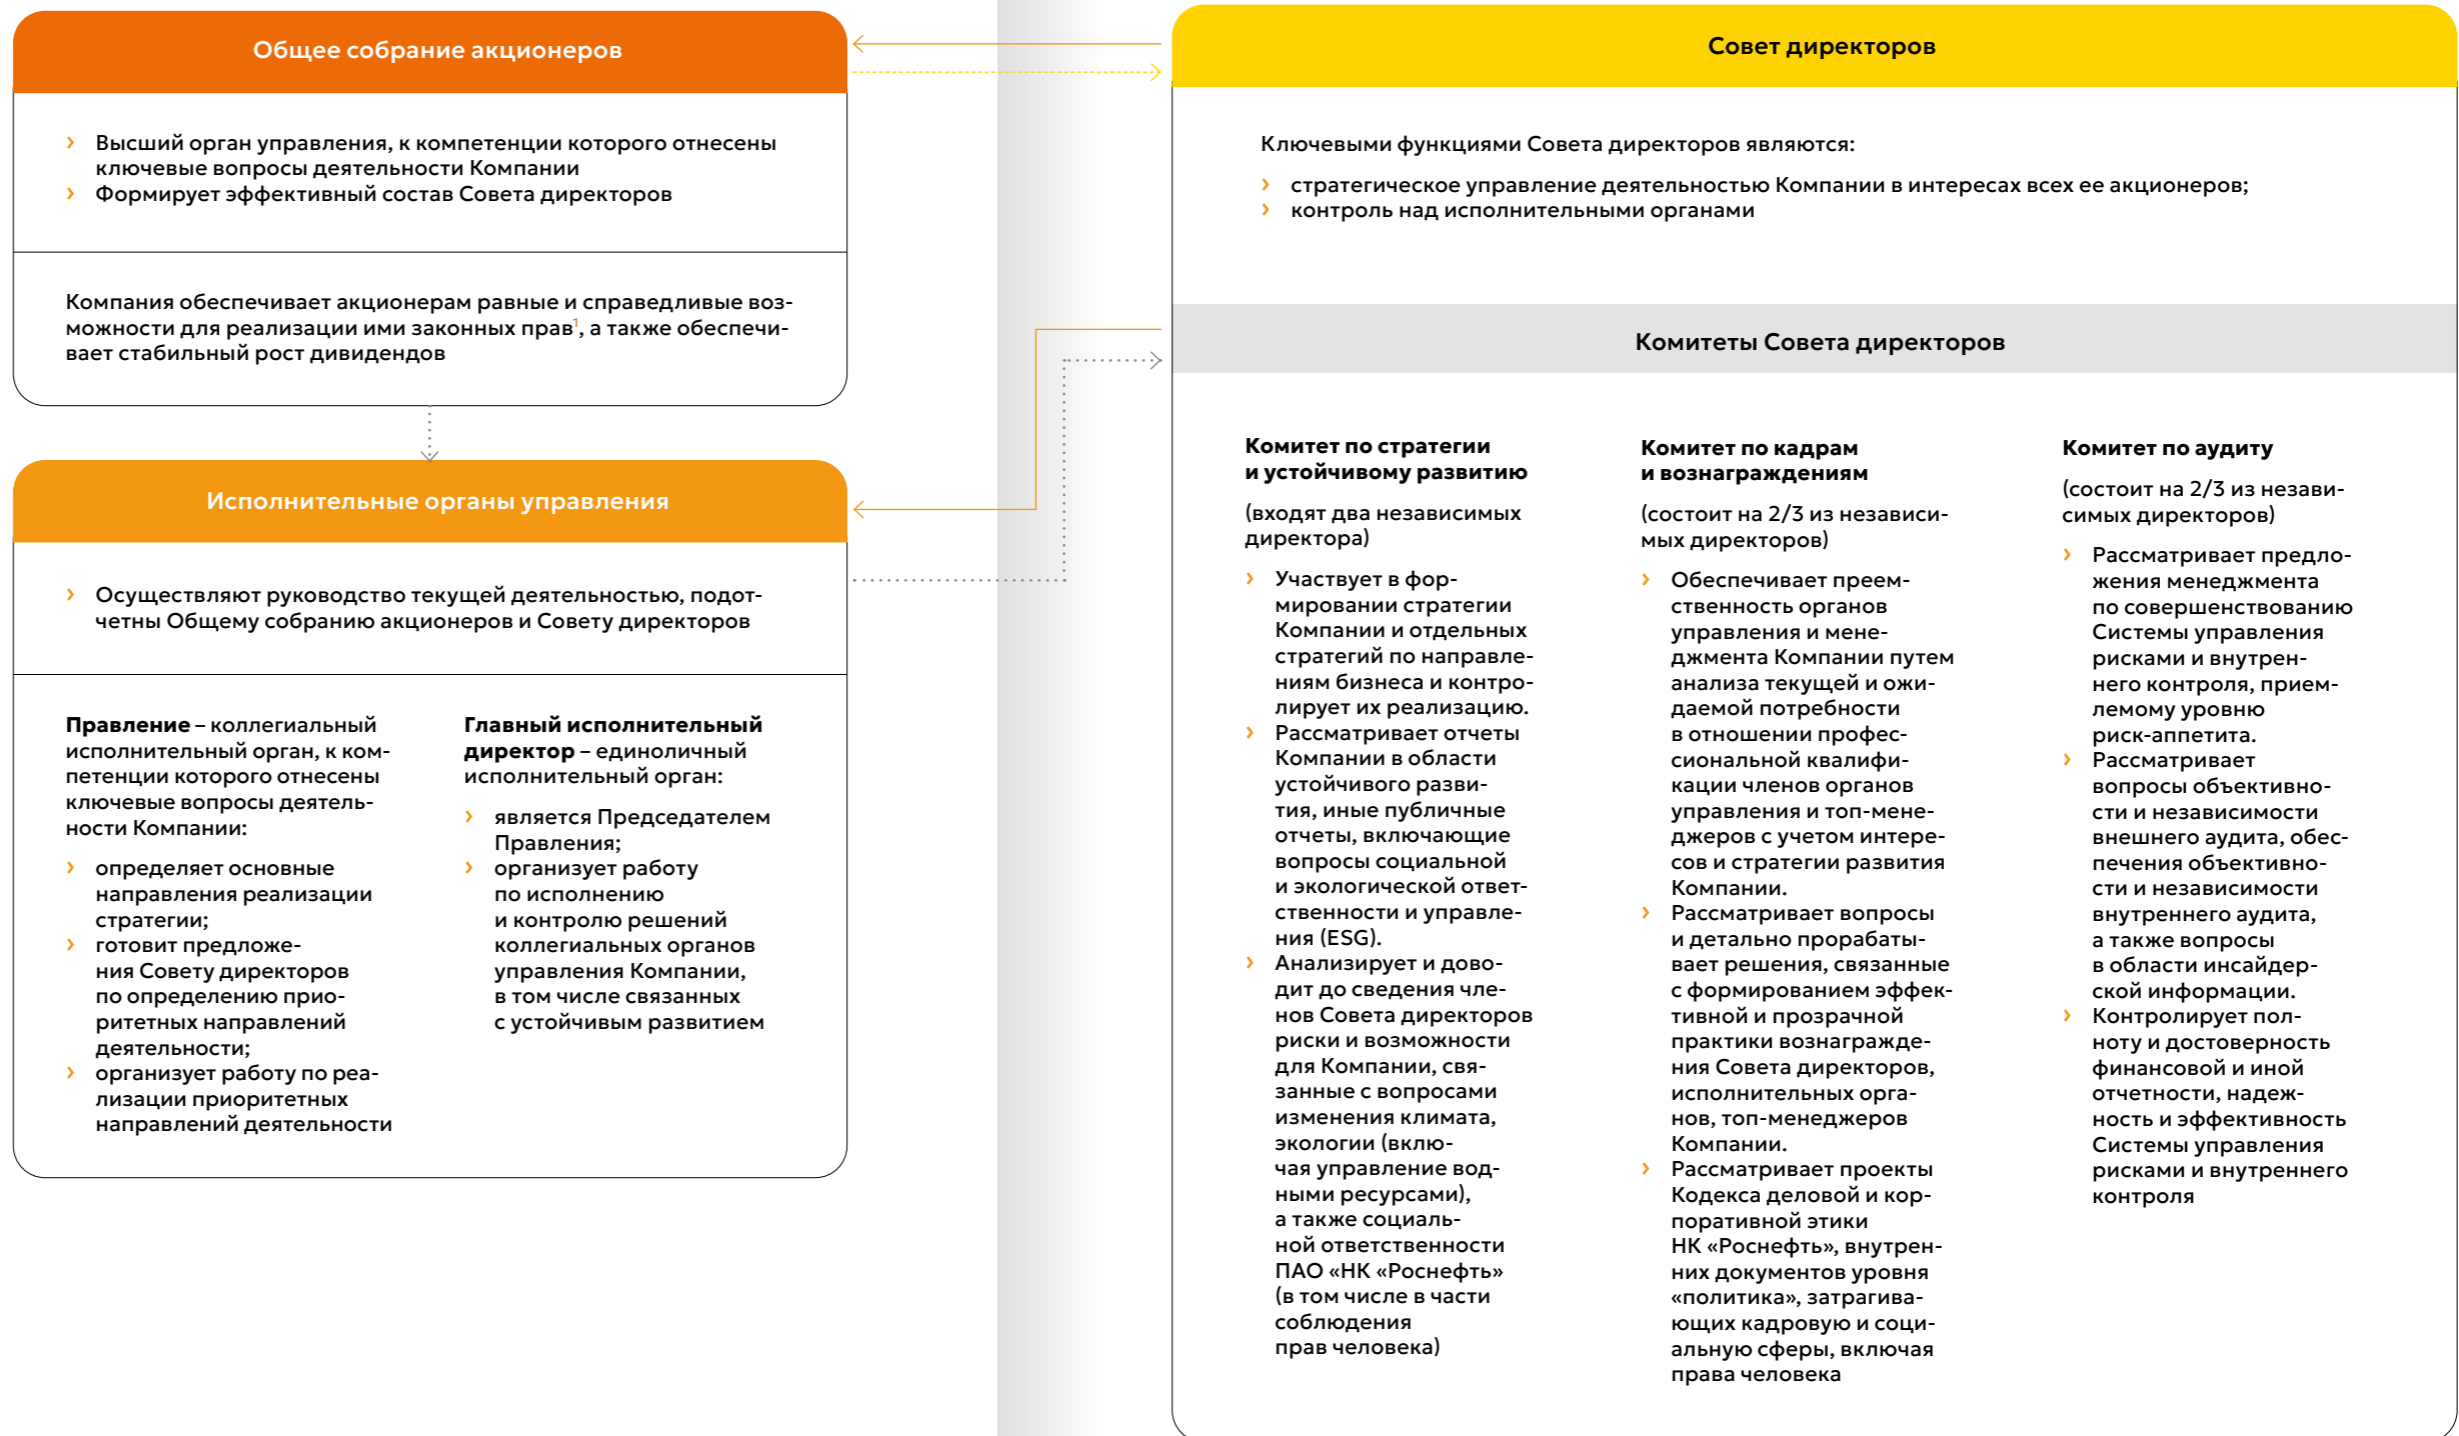 Общее собрание акционеров
Высший орган управления, к компетенции которого отнесены
ключевые вопросы деятельности Компании
Формирует эффективный состав Совета директоров
Компания обеспечивает акционерам равные и справедливые воз-
можности для реализации ими законных прав¹, а также обеспечи-
вает стабильный рост дивидендов
Исполнительные органы управления
Осуществляют руководство текущей деятельностью, подот-
четны Общему собранию акционеров и Совету директоров
Правление – коллегиальный
исполнительный орган, к ком-
петенции которого отнесены
ключевые вопросы деятель-
ности Компании:
определяет основные
направления реализации
стратегии;
готовит предложе-
ния Совету директоров
по определению прио-
ритетных направлений
деятельности;
организует работу по реа-
лизации приоритетных
направлений деятельности
Главный исполнительный
директор – единоличный
исполнительный орган:
является Председателем
Правления;
организует работу
по исполнению
и контролю решений
коллегиальных органов
управления Компании,
в том числе связанных
с устойчивым развитием
Совет директоров
Ключевыми функциями Совета директоров являются:
стратегическое управление деятельностью Компании в интересах всех ее акционеров;
контроль над исполнительными органами
Комитеты Совета директоров
Комитет по стратегии
и устойчивому развитию
(входят два независимых
директора)
Участвует в фор-
мировании стратегии
Компании и отдельных
стратегий по направле-
ниям бизнеса и контро-
лирует их реализацию.
Рассматривает отчеты
Компании в области
устойчивого разви-
тия, иные публичные
отчеты, включающие
вопросы социальной
и экологической ответ-
ственности и управле-
ния (ESG).
Анализирует и дово-
дит до сведения чле-
нов Совета директоров
риски и возможности
для Компании, свя-
занные с вопросами
изменения климата,
экологии (вклю-
чая управление вод-
ными ресурсами),
а также социаль-
ной ответственности
ПАО «НК «Роснефть»
(в том числе в части
соблюдения
прав человека)
Комитет по кадрам
и вознаграждениям
(состоит на 2/3 из независи-
мых директоров)
Обеспечивает преем-
ственность органов
управления и мене-
джмента Компании путем
анализа текущей и ожи-
даемой потребности
в отношении профес-
сиональной квалифи-
кации членов органов
управления и топ-мене-
джеров с учетом интере-
сов и стратегии развития
Компании.
Рассматривает вопросы
и детально прорабаты-
вает решения, связанные
с формированием эффек-
тивной и прозрачной
практики вознагражде-
ния Совета директоров,
исполнительных орга-
нов, топ-менеджеров
Компании.
Рассматривает проекты
Кодекса деловой и кор-
поративной этики
НК «Роснефть», внутрен-
них документов уровня
«политика», затрагива-
ющих кадровую и соци-
альную сферы, включая
права человека
Комитет по аудиту
(состоит на 2/3 из незави-
симых директоров)
Рассматривает предло-
жения менеджмента
по совершенствованию
Системы управления
рисками и внутрен-
него контроля, прием-
лемому уровню
риск-аппетита.
Рассматривает
вопросы объективно-
сти и независимости
внешнего аудита, обес-
печения объективно-
сти и независимости
внутреннего аудита,
а также вопросы
в области инсайдер-
ской информации.
Контролирует пол-
ноту и достоверность
финансовой и иной
отчетности, надеж-
ность и эффективность
Системы управления
рисками и внутреннего
контроля